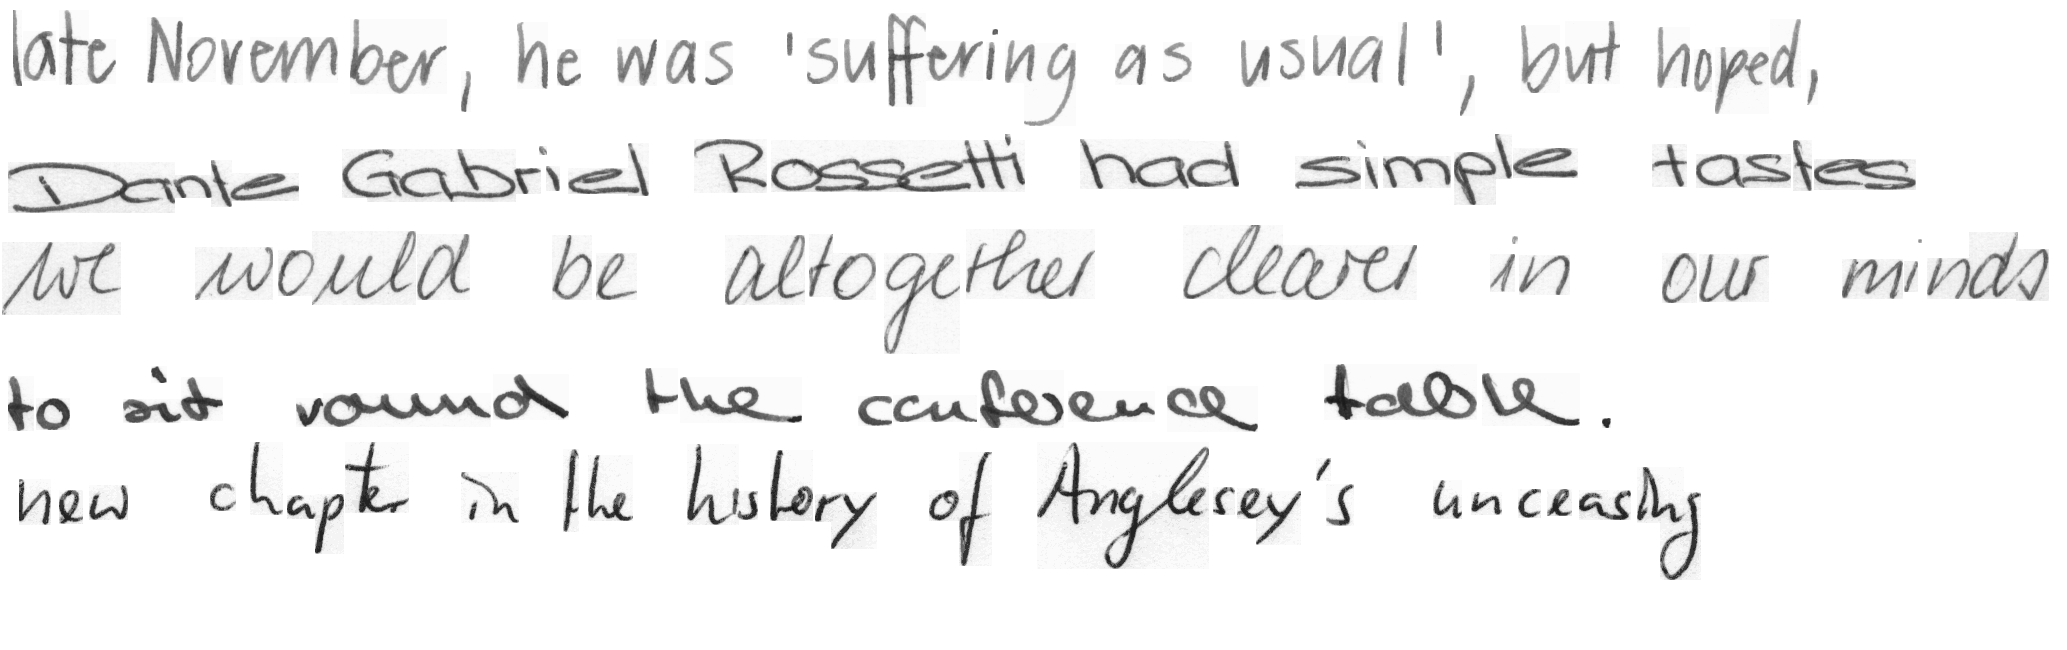 late November, he was 'suffering as usual', but hoped,
Dante Gabriel Rossetti had simple tastes
we would be altogether clearer in our minds
to sit round the conference table.
new chapter in the history of Anglesey's unceasing